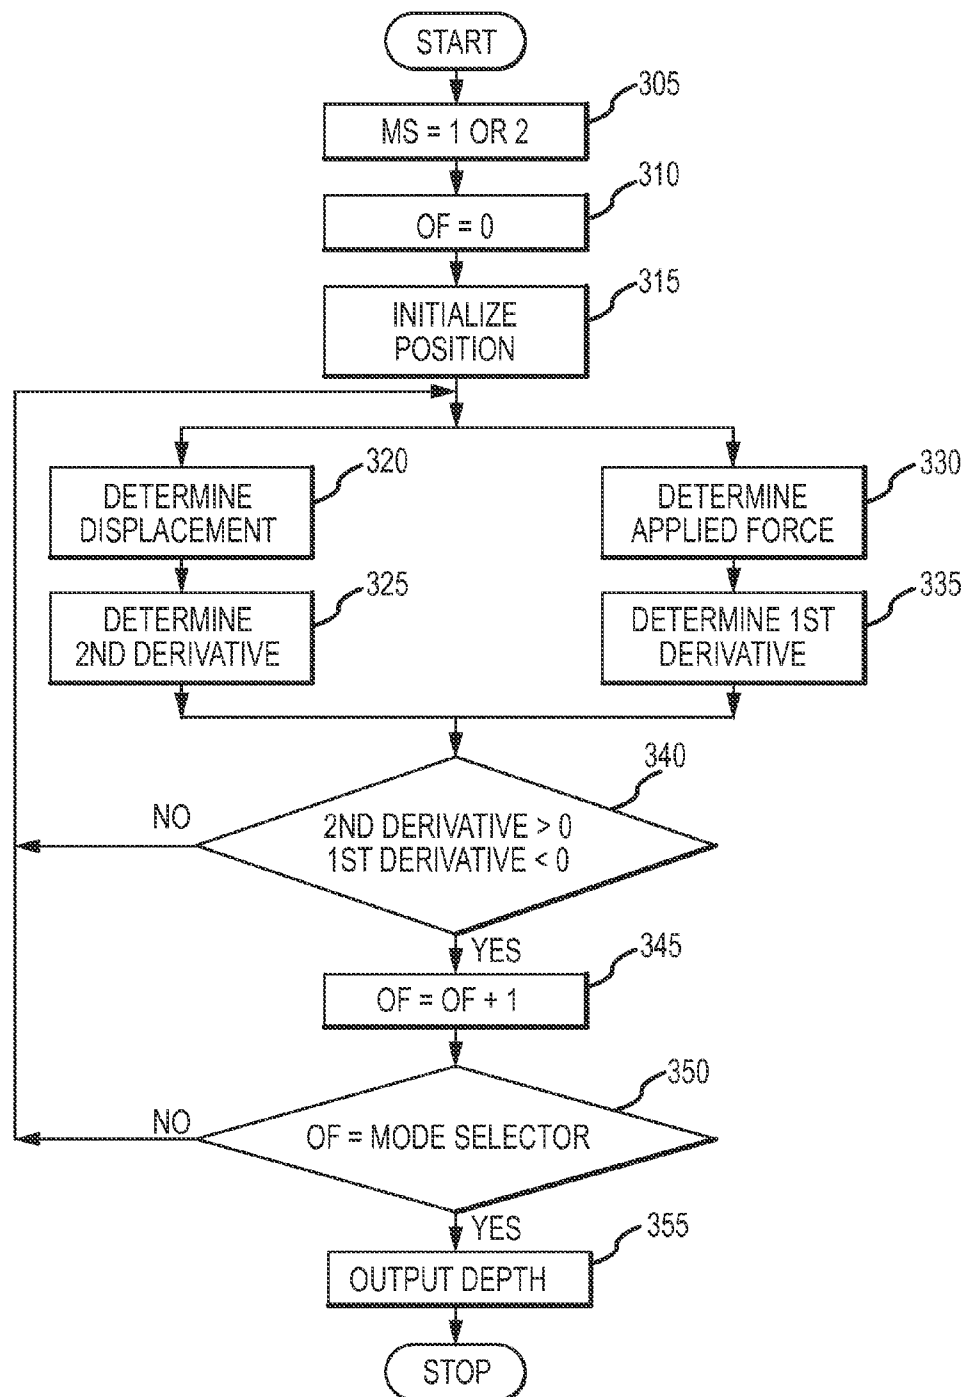 START
305
MS = 1 OR 2
310
OF = 0
315
INITIALIZE
POSITION
320
DETERMINE
DISPLACEMENT
330
DETERMINE
APPLIED FORCE
325
DETERMINE
2ND DERIVATIVE
335
DETERMINE 1ST
DERIVATIVE
340
NO
2ND DERIVATIVE > 0
1ST DERIVATIVE < 0
YES
345
OF = OF + 1
350
NO
OF = MODE SELECTOR
YES
355
OUTPUT DEPTH
STOP